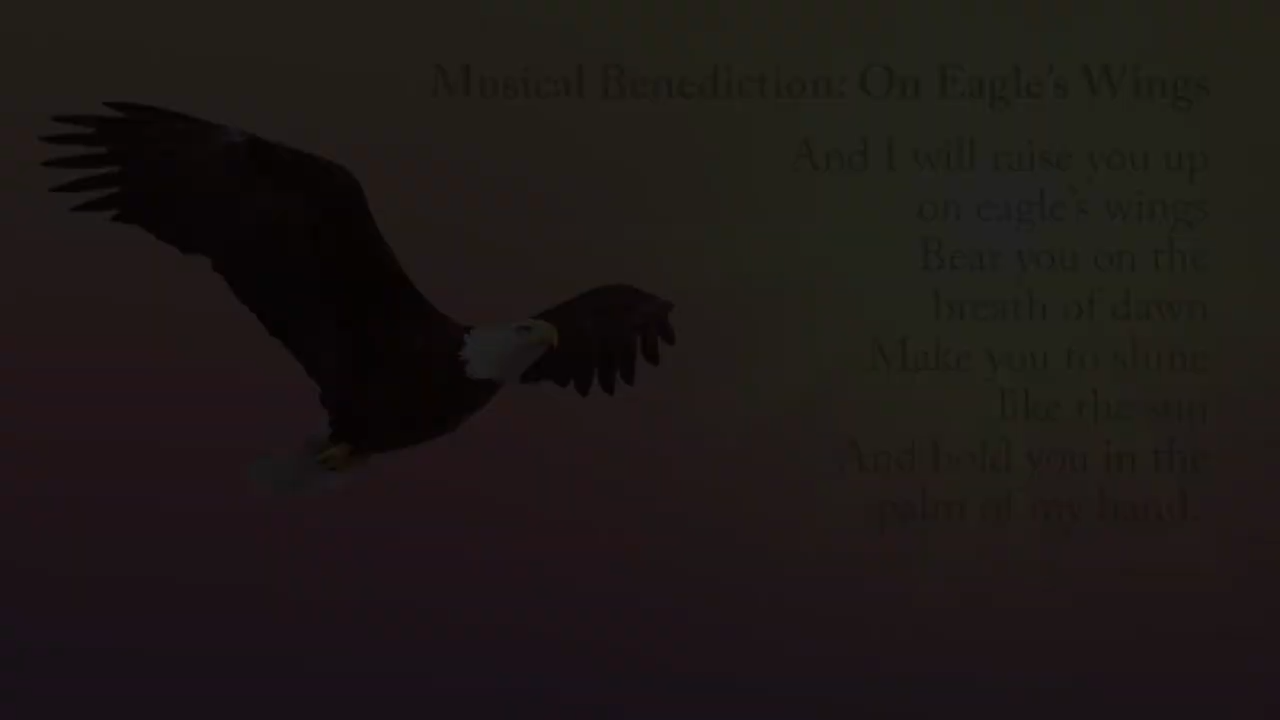 Musical Benediction: On Eagle's Wings
And I will raise you up
on eagle's wings
Bear you on the
breath of dawn
Make you to shine
like the sun
And hold you in the
palm of my hand.